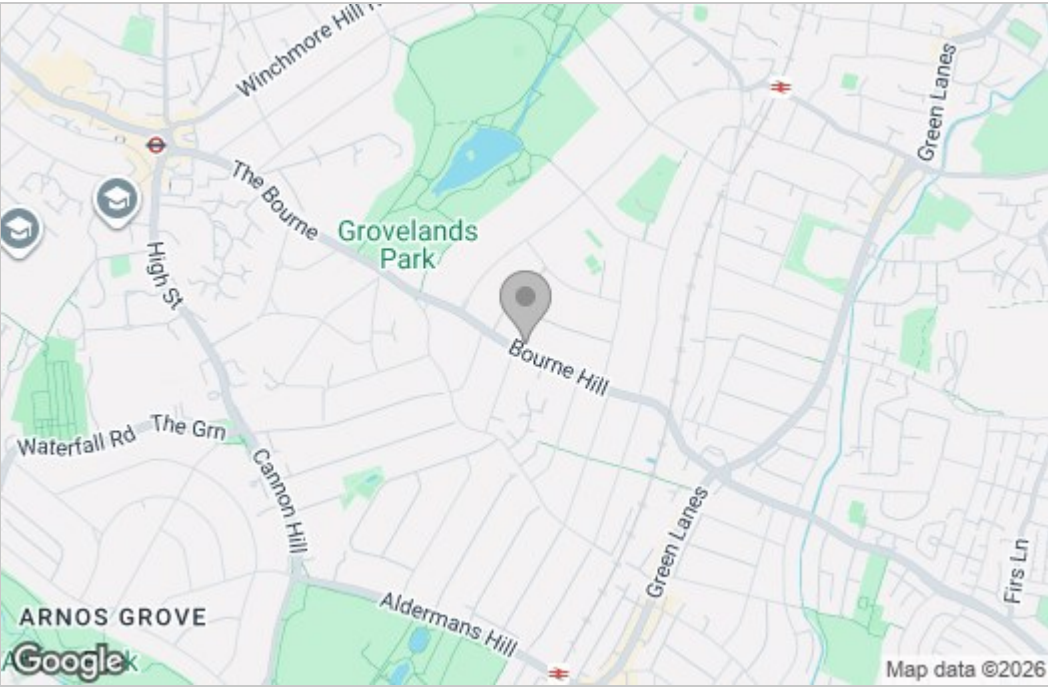 Winchmore Hill
Green Lanes
The Bourne
Grovelands
Park
High St
Bourne Hill
Waterfall Rd
The Grn
Cannon Hill
Green Lanes
Firs Ln
Aldermans Hill
ARNOS GROVE
Google
Map data ©2026